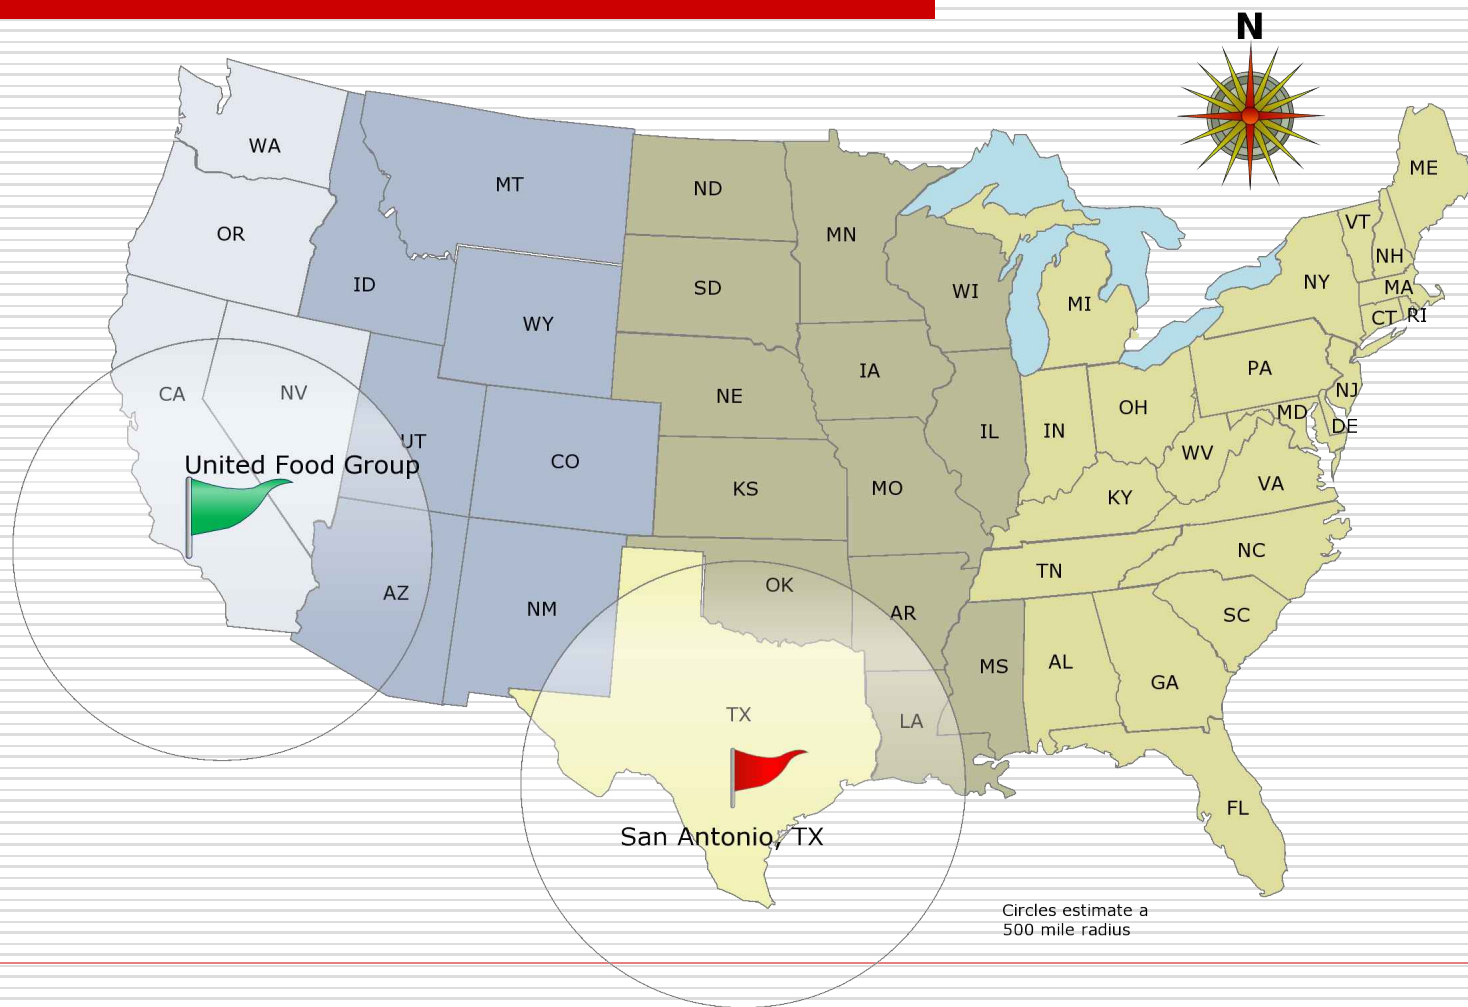 N
WA
MT
ND
ME
OR
MN
VT
NH
ID
SD
WI
NY
MA
WY
MI
CT
RI
CA
NV
NE
IA
PA
NJ
OH
MD
DE
UT
CO
IL
IN
WV
United Food Group
KS
MO
KY
VA
NC
AZ
NM
OK
TN
AR
SC
MS
AL
GA
TX
LA
FL
San Antonio, TX
Circles estimate a
500 mile radius